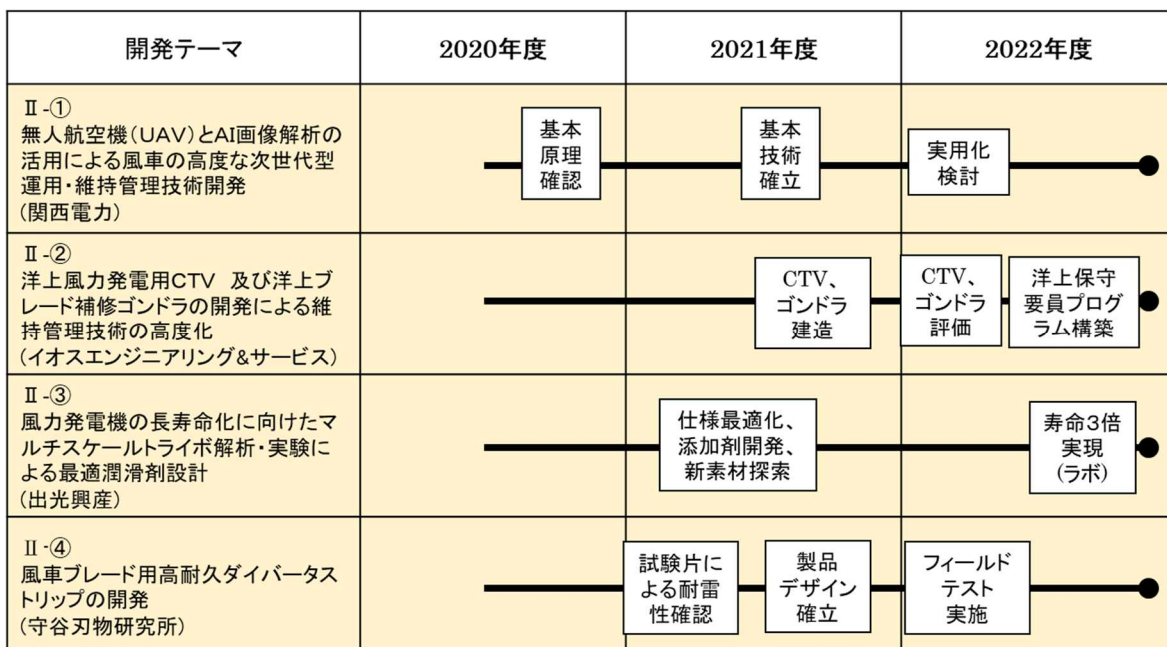 開発テーマ
2020年度
2021年度
2022年度
Ⅱ-①
無人航空機(UAV)とAI画像解析の
活用による風車の高度な次世代型
運用・維持管理技術開発
(関西電力)
基本
原理
確認
基本
技術
確立
実用化
検討
Ⅱ-②
洋上風力発電用CTV 及び洋上ブ
レード補修ゴンドラの開発による維
持管理技術の高度化
(イオスエンジニアリング&サービス)
CTV、
ゴンドラ
建造
CTV、
ゴンドラ
評価
洋上保守
要員プログ
ラム構築
Ⅱ-③
風力発電機の長寿命化に向けたマ
ルチスケールトライボ解析・実験に
よる最適潤滑剤設計
(出光興産)
仕様最適化、
添加剤開発、
新素材探索
寿命3倍
実現
(ラボ)
Ⅱ-④
風車ブレード用高耐久ダイバータス
トリップの開発
(守谷刃物研究所)
試験片に
よる耐雷
性確認
製品
デザイン
確立
フィールド
テスト
実施